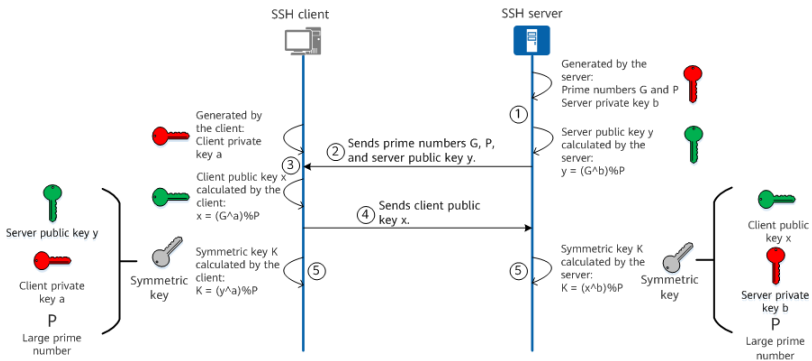 SSH client
SSH server
Generated by the
server:
Prime numbers G and P
Server private key b
1
Generated by
the client:
Client private
key a
2
Sends prime numbers G, P,
and server public key y.
Server public key y
calculated by the
server:
y = (G^b)%P
3
Client public key x
calculated by the
client:
x = (G^a)%P
4
Sends client public
key x.
Server public key y
Client private
key a
P
Large prime
number
Symmetric
key
Symmetric key K
calculated by the
client:
K = (y^a)%P
5
5
Symmetric key K
calculated by the
server:
K = (x^b)%P
Symmetric
key
Client public
key x
Server private
key b
P
Large prime
number